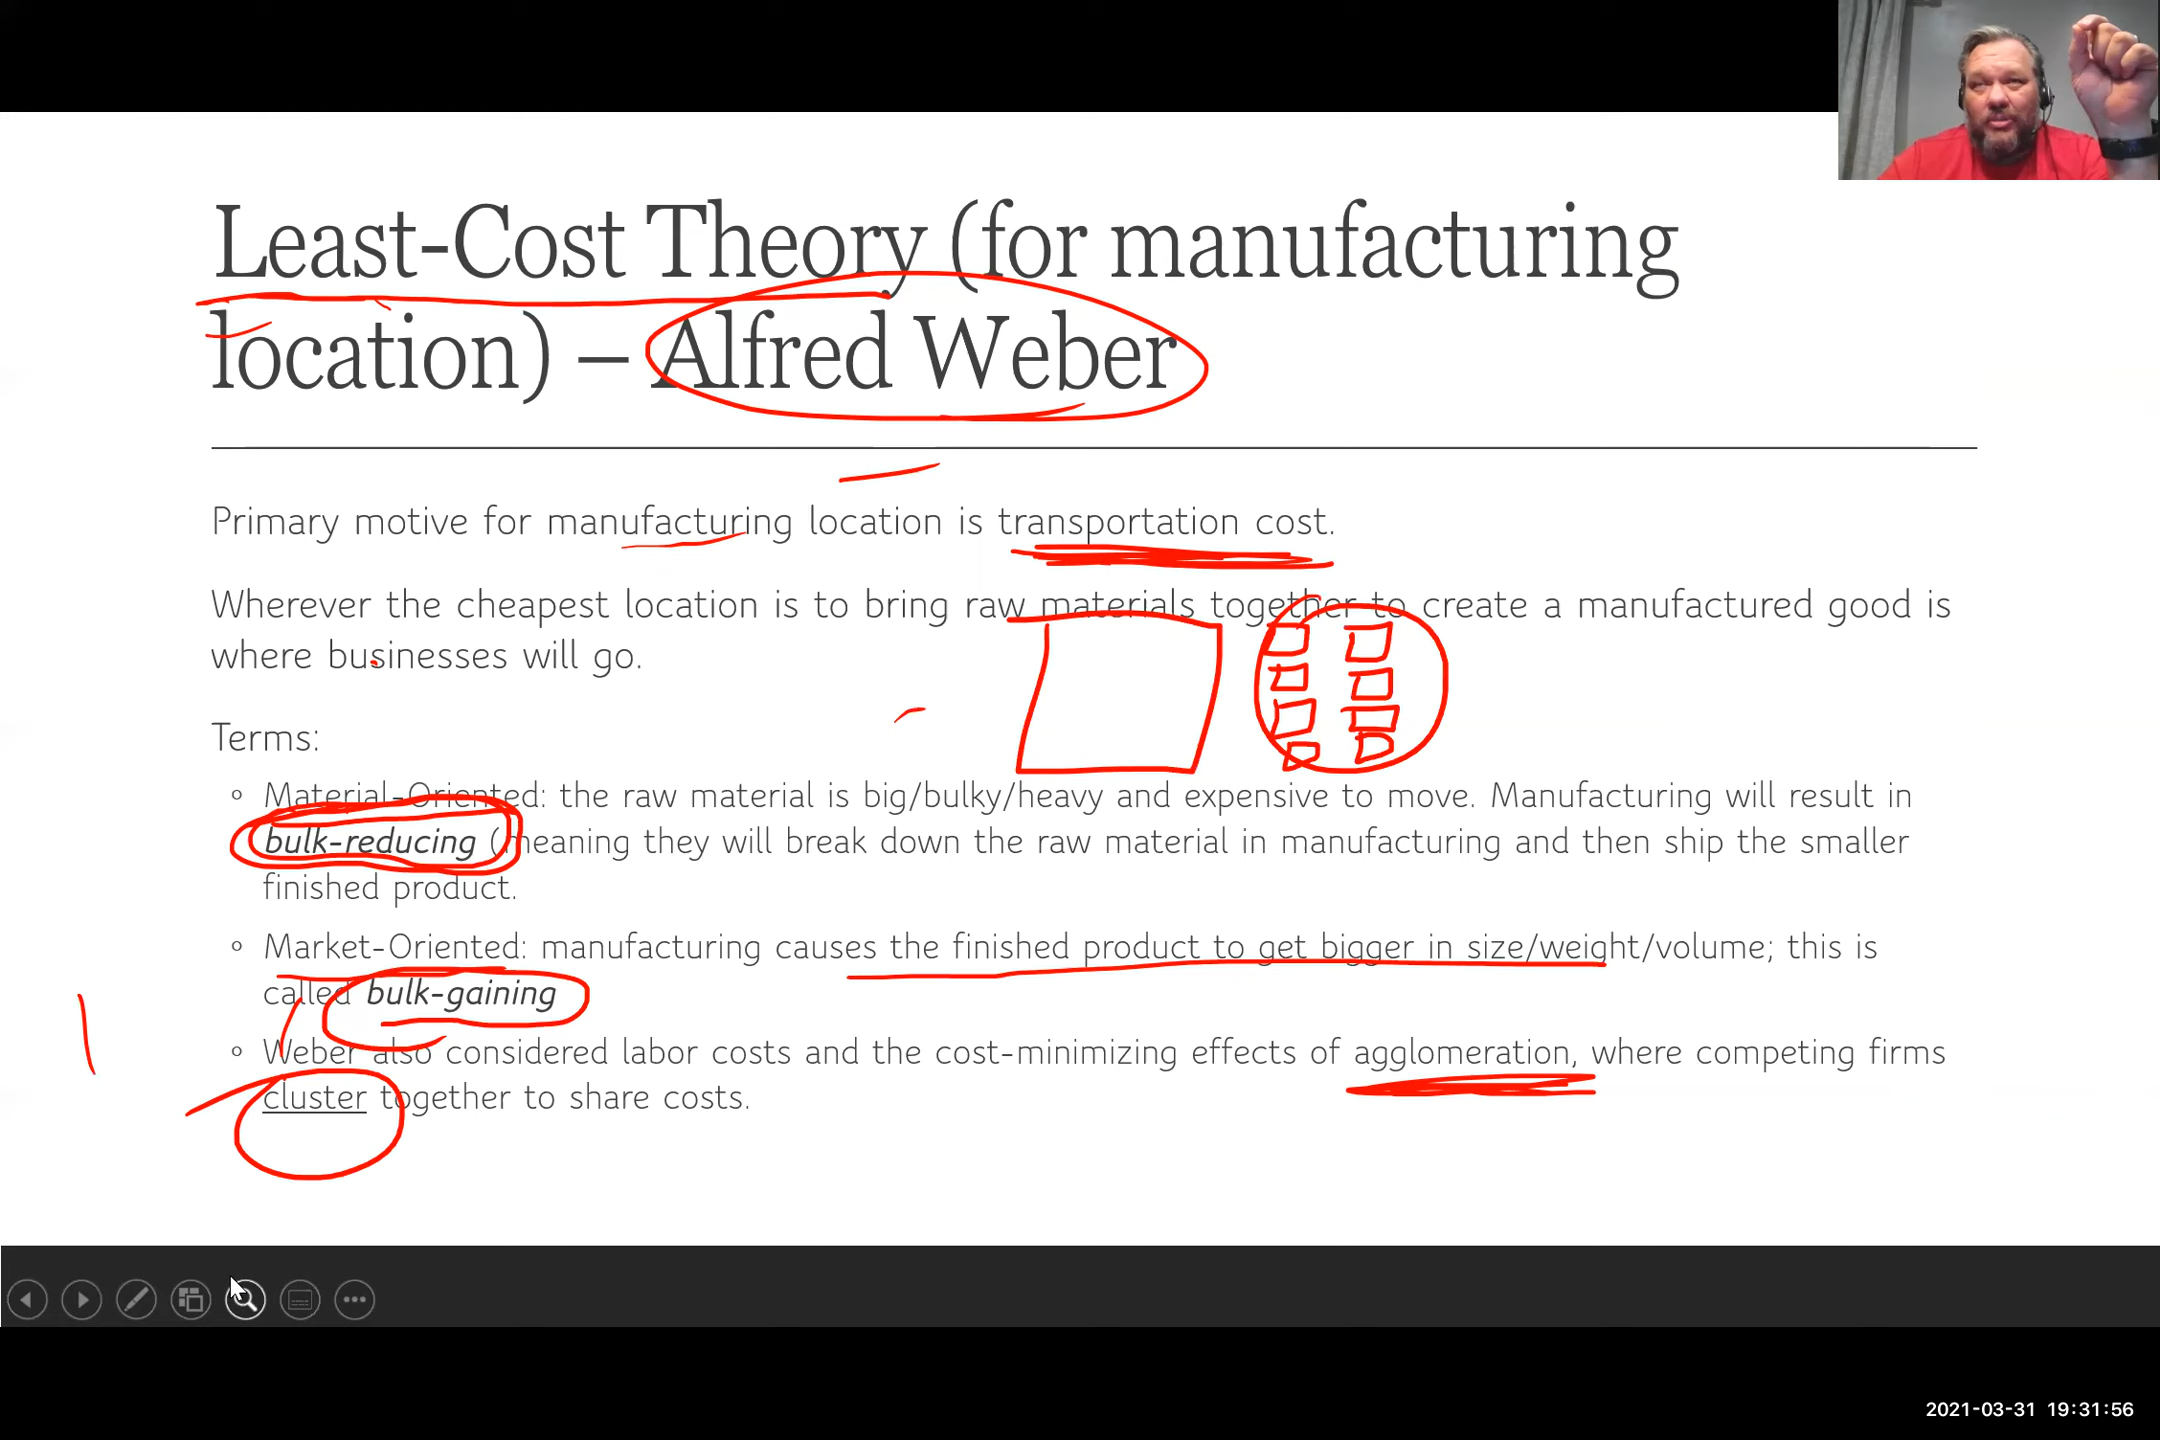 Least-Cost Theory (for manufacturing
location) – Alfred Weber
Primary motive for manufacturing location is transportation cost.
Wherever the cheapest location is to bring raw materials together to create a manufactured good is
where businesses will go.
Terms:
Material-Oriented: the raw material is big/bulky/heavy and expensive to move. Manufacturing will result in
bulk-reducing (meaning they will break down the raw material in manufacturing and then ship the smaller
finished product.
Market-Oriented: manufacturing causes the finished product to get bigger in size/weight/volume; this is
called bulk-gaining
Weber also considered labor costs and the cost-minimizing effects of agglomeration, where competing firms
cluster together to share costs.
2021-03-31 19:31:56